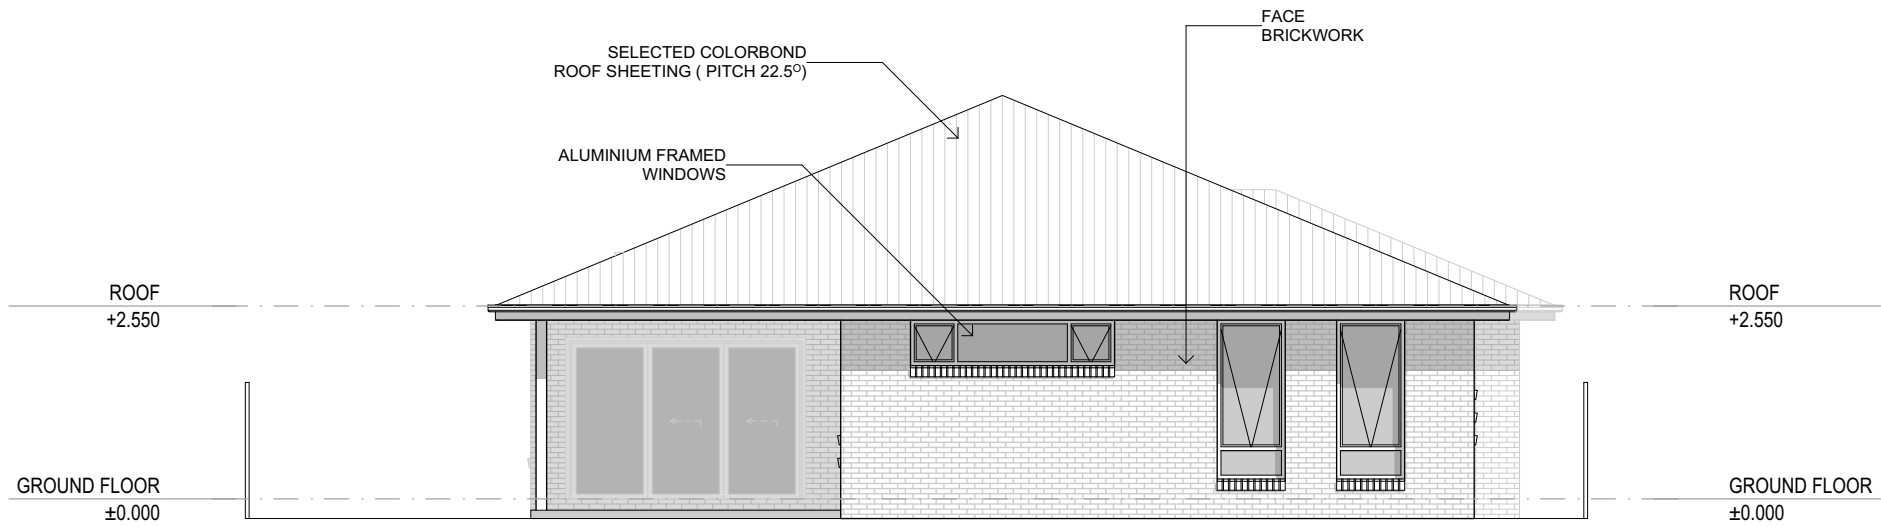 FACE
BRICKWORK
SELECTED COLORBOND
ROOF SHEETING ( PITCH 22.5⁰)
ALUMINIUM FRAMED
WINDOWS
ROOF
+2.550
ROOF
+2.550
GROUND FLOOR
±0.000
GROUND FLOOR
±0.000